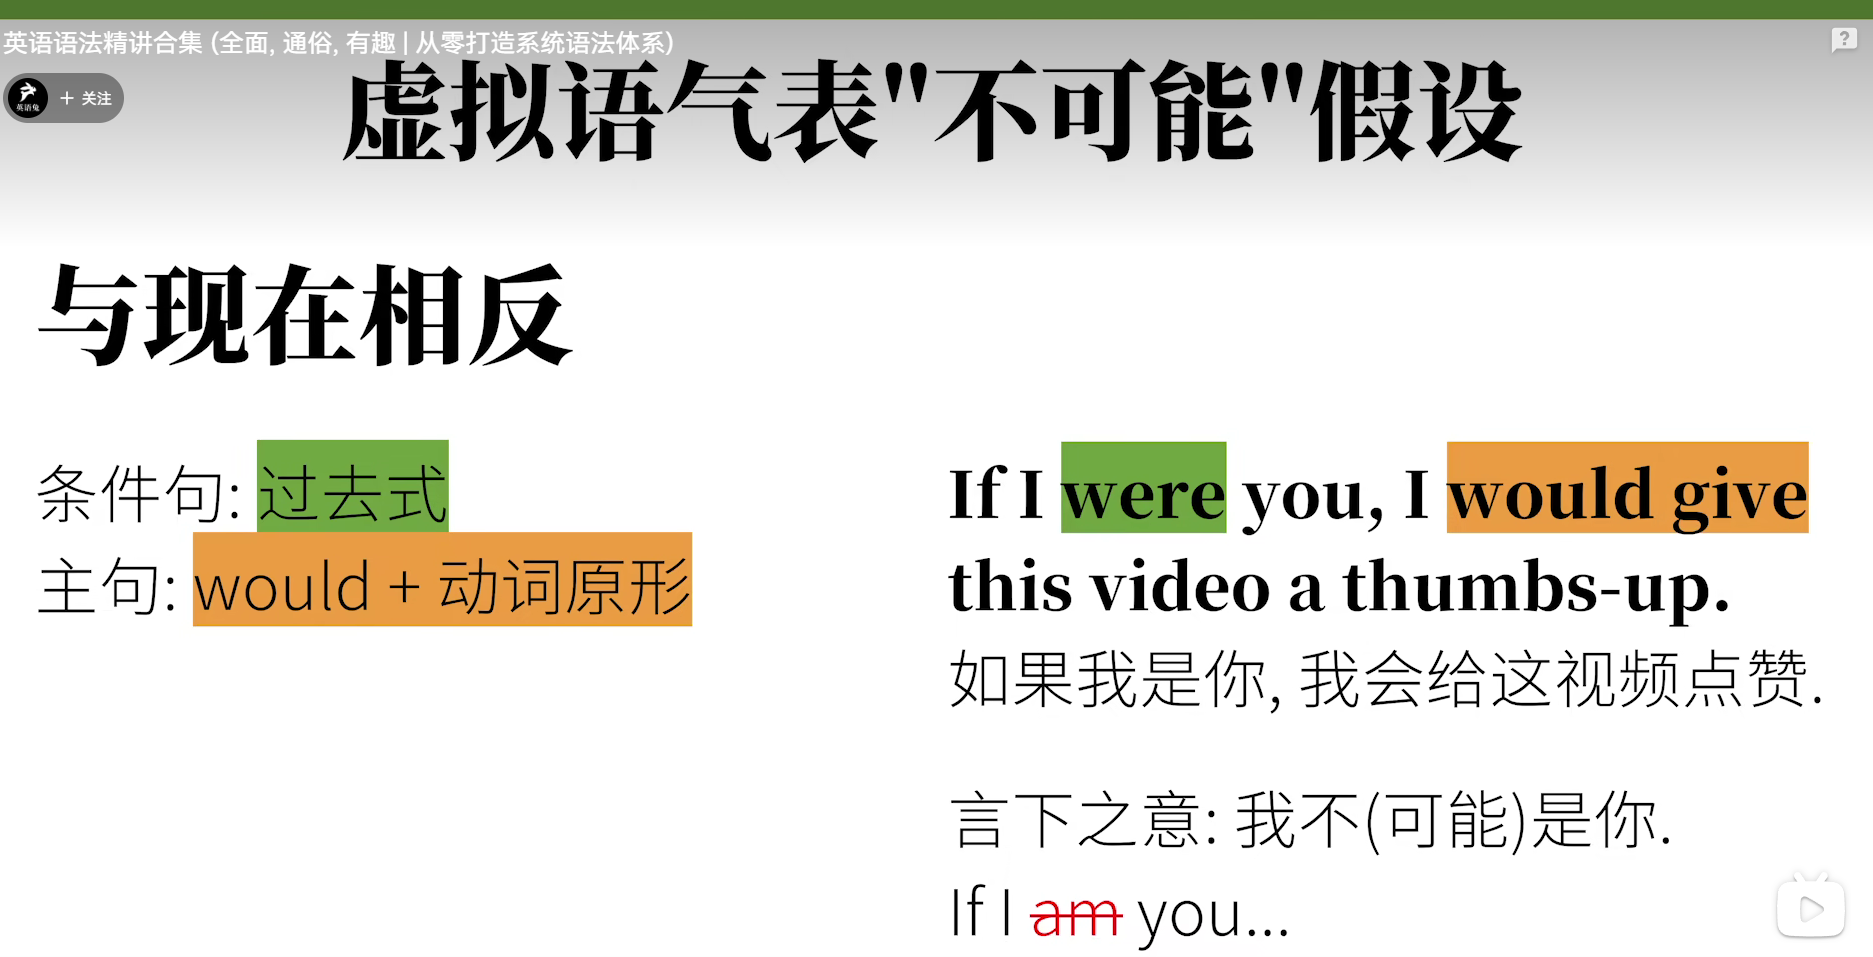 英语语法精讲合集 (全面, 通俗, 有趣 | 从零打造系统语法体系)
英语兔
+ 关注
虚拟语气表"不可能"假设
与现在相反
条件句: 过去式
主句: would + 动词原形
If I were you, I would give
this video a thumbs-up.
如果我是你, 我会给这视频点赞.
言下之意: 我不(可能)是你.
If I am you...